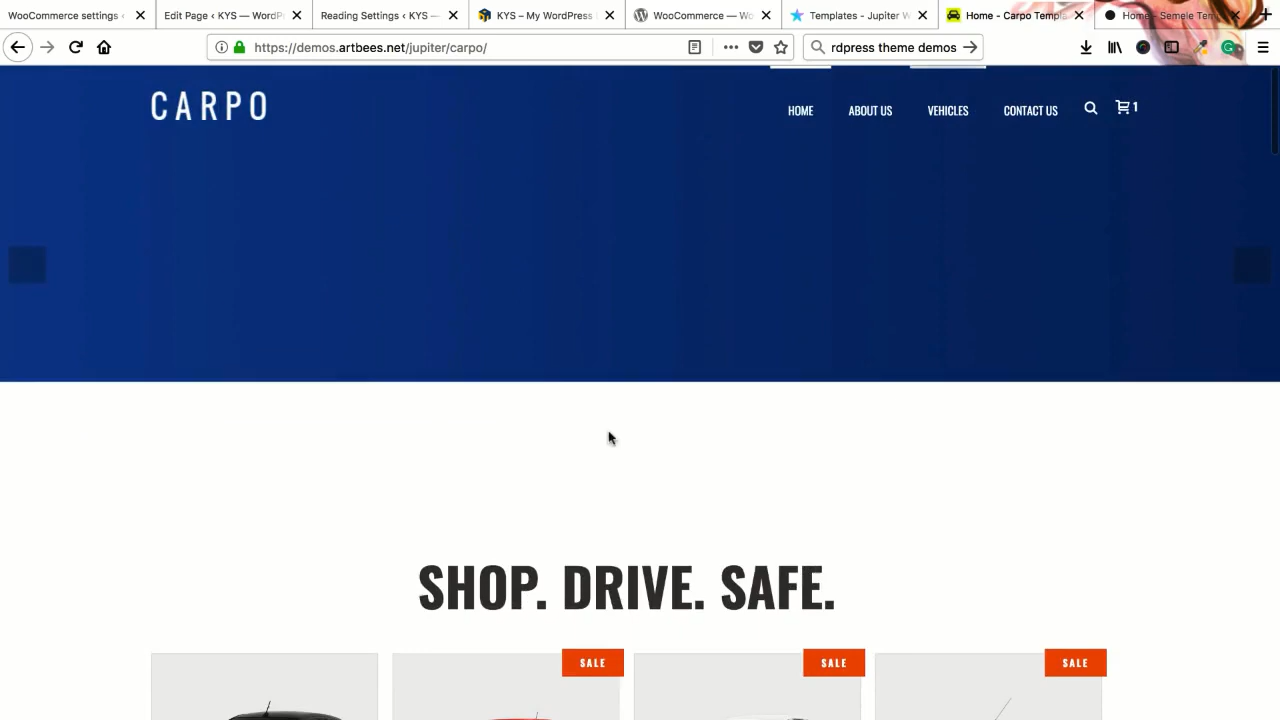 WooCommerce settings ‹
Edit Page ‹ KYS — WordP
Reading Settings ‹ KYS —
KYS – My WordPress
WooCommerce — Wo
Templates - Jupiter W
Home - Carpo Templa
Home - Semele Tem
https://demos.artbees.net/jupiter/carpo/
rdpress theme demos
CARPO
HOME
ABOUT US
VEHICLES
CONTACT US
1
SHOP. DRIVE. SAFE.
SALE
SALE
SALE